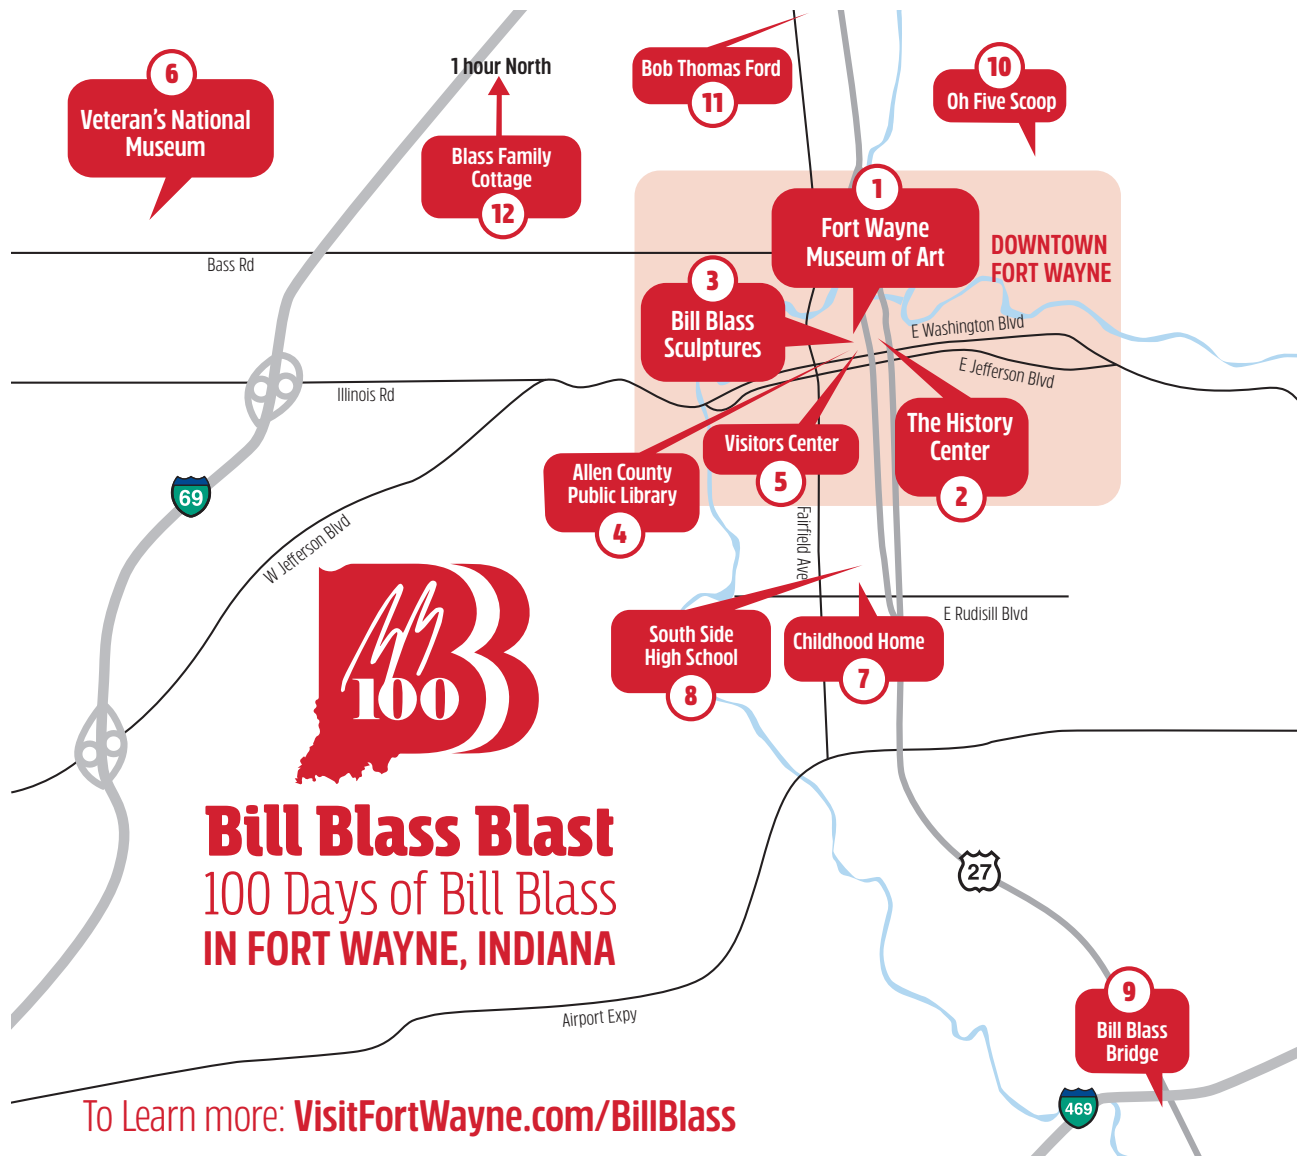 6
Veteran's National
Museum
1 hour North
Blass Family
Cottage
12
Bob Thomas Ford
11
10
Oh Five Scoop
1
Fort Wayne
Museum of Art
DOWNTOWN
FORT WAYNE
Bass Rd
3
Bill Blass
Sculptures
E Washington Blvd
E Jefferson Blvd
Illinois Rd
The History
Center
2
Visitors Center
5
Allen County
Public Library
4
69
W Jefferson Blvd
Fairfield Ave
E Rudisill Blvd
South Side
High School
8
Childhood Home
7
100
Bill Blass Blast
100 Days of Bill Blass
IN FORT WAYNE, INDIANA
27
9
Bill Blass
Bridge
Airport Expy
469
To Learn more: VisitFortWayne.com/BillBlass